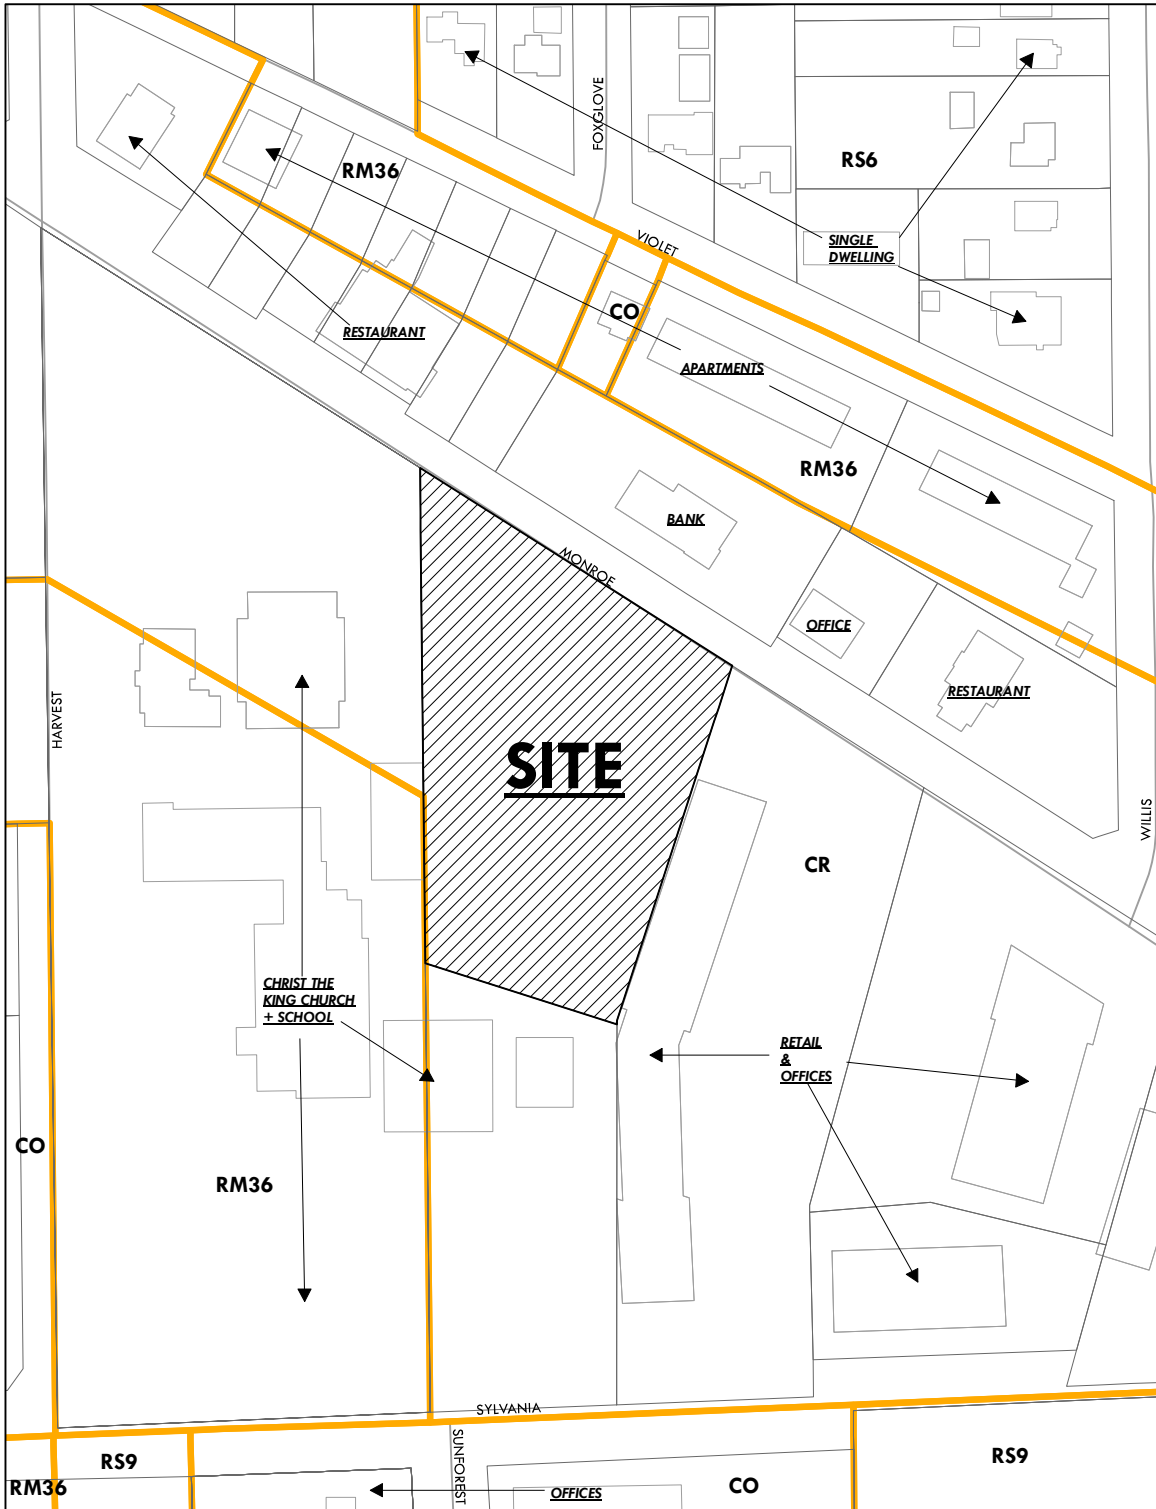 FOXGLOVE
RM36
RS6
VIOLET
SINGLE
DWELLING
CO
RESTAURANT
APARTMENTS
RM36
BANK
MONROE
OFFICE
RESTAURANT
HARVEST
SITE
WILLIS
CR
CHRIST THE
KING CHURCH
+ SCHOOL
RETAIL
&
OFFICES
CO
RM36
SYLVANIA
SUNFOREST
RS9
RS9
RM36
CO
OFFICES